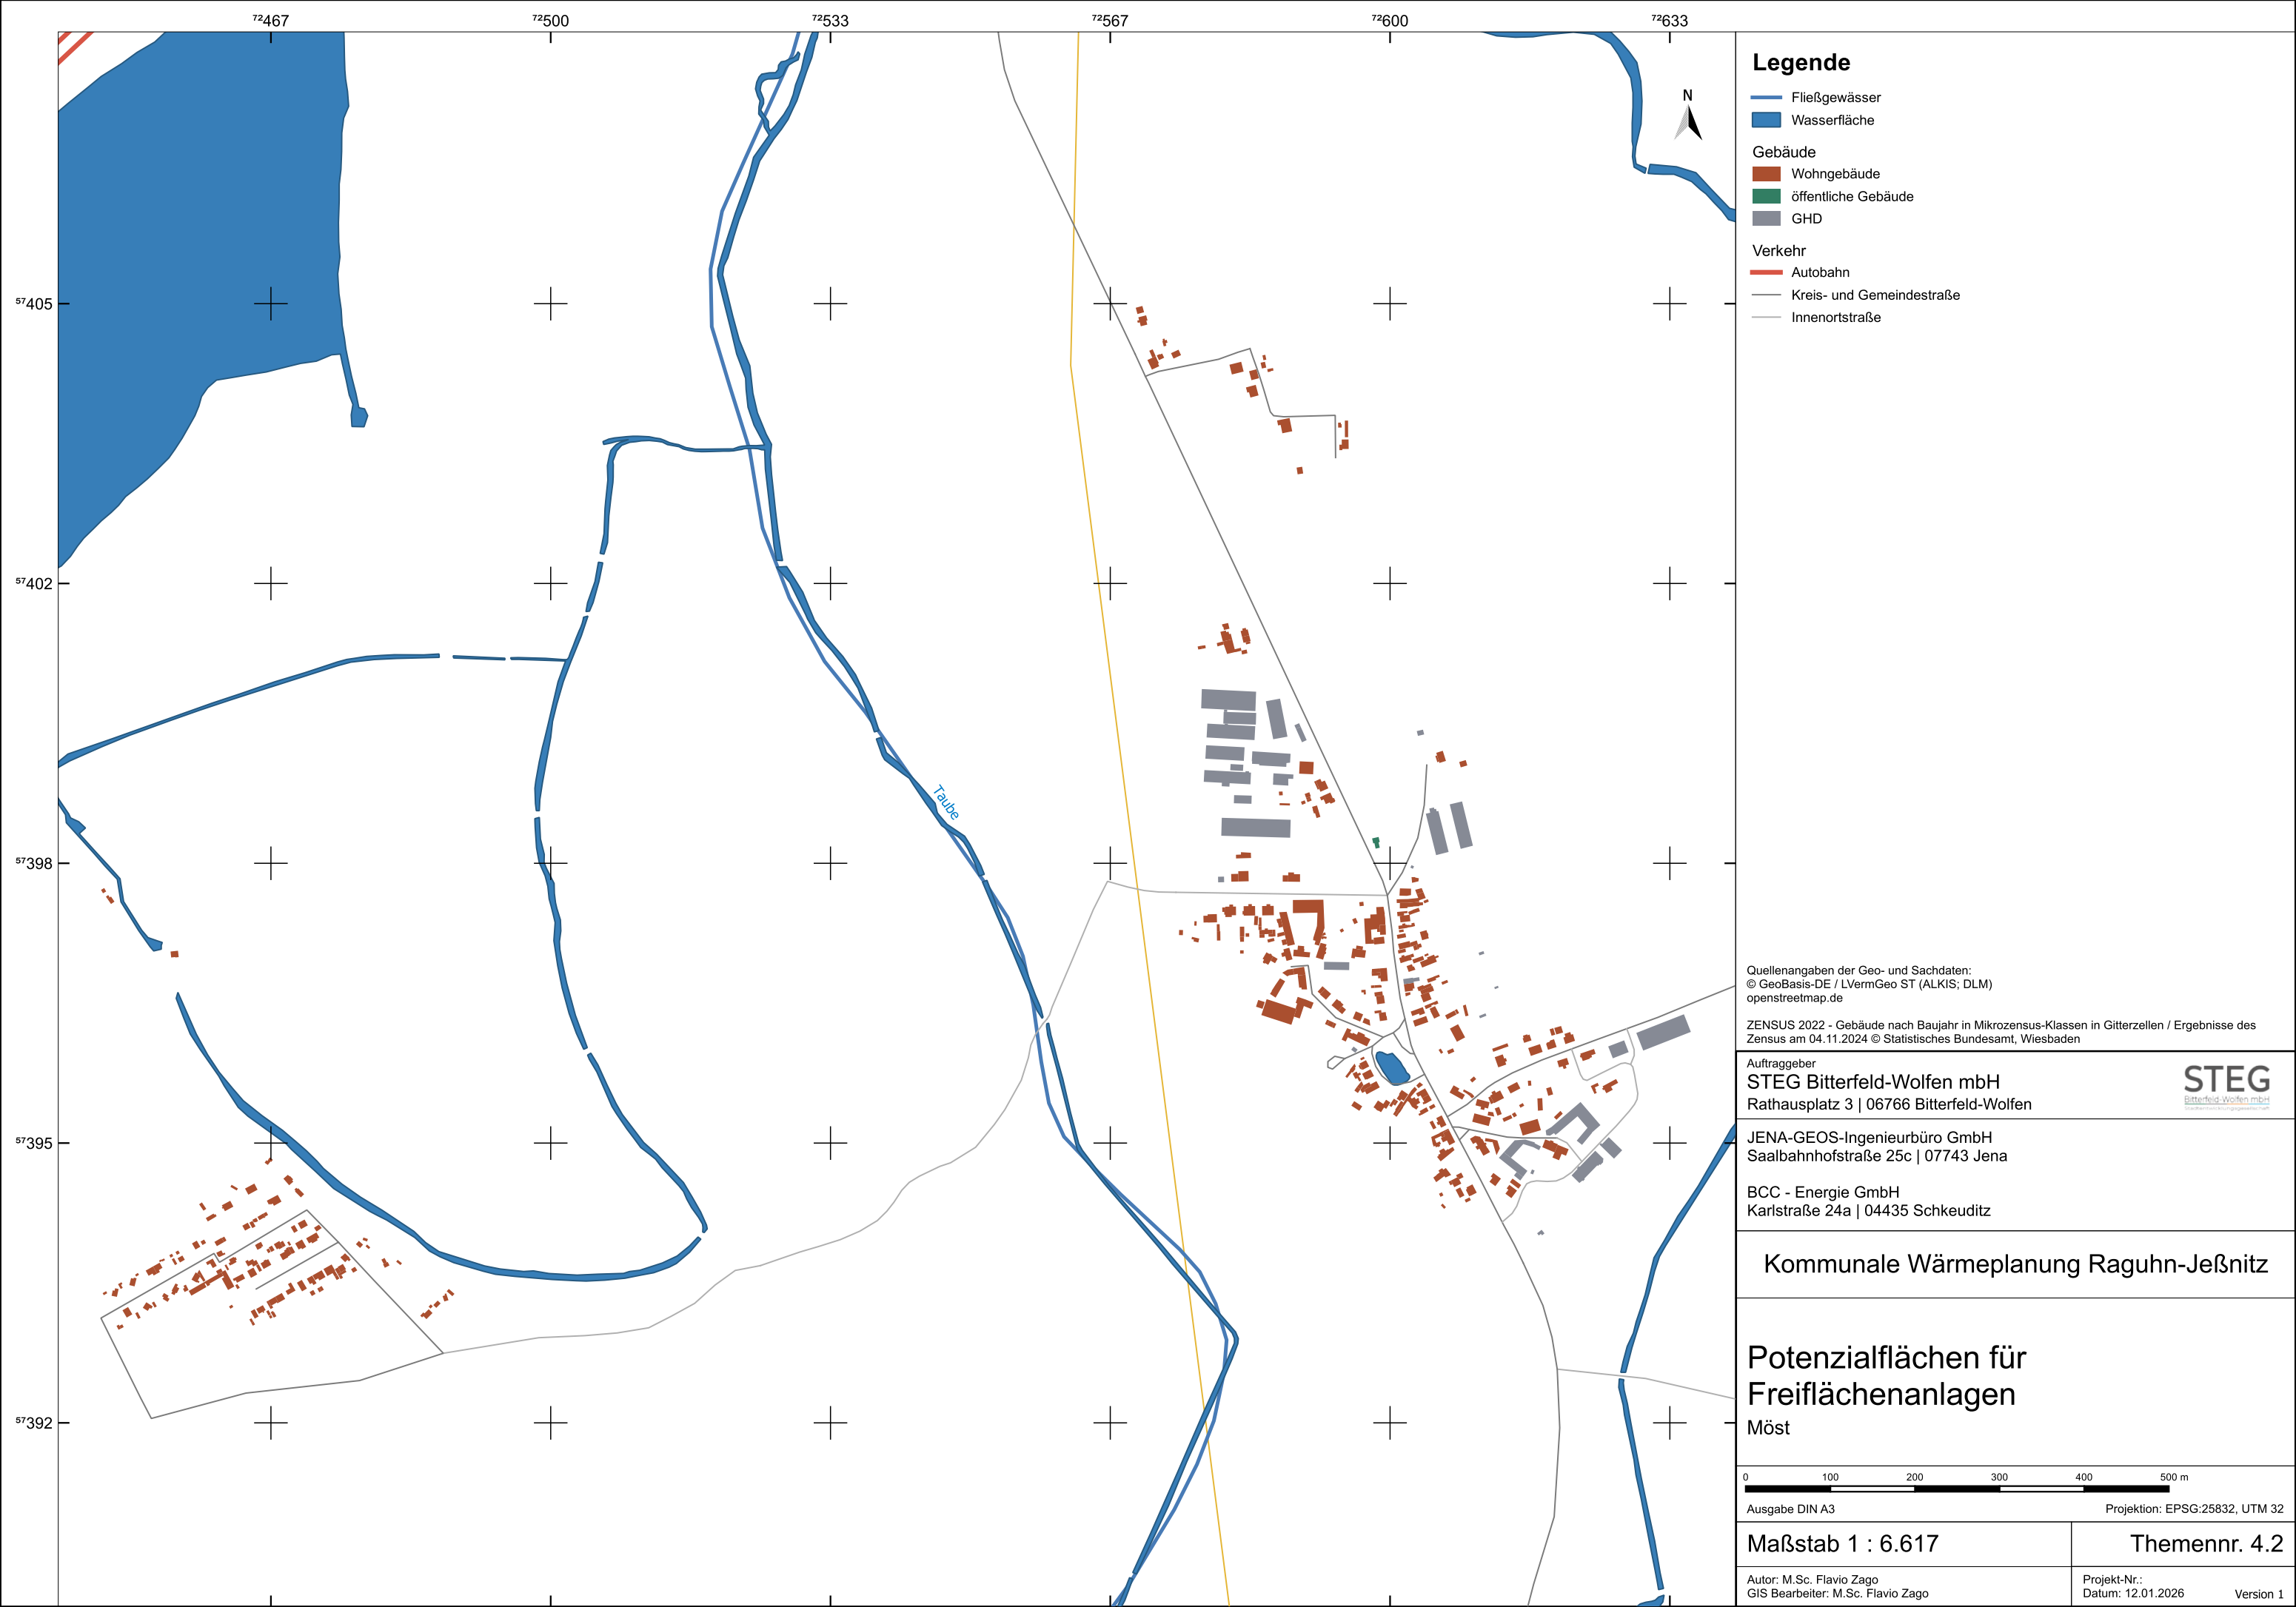 ⁷²467 ⁷²500 ⁷²533 ⁷²567 ⁷²600 ⁷²633
⁵⁷405
⁵⁷402
⁵⁷398
⁵⁷395
⁵⁷392
Taube
N
Legende
Fließgewässer
Wasserfläche
Gebäude
Wohngebäude
öffentliche Gebäude
GHD
Verkehr
Autobahn
Kreis- und Gemeindestraße
Innenortstraße
Quellenangaben der Geo- und Sachdaten:
© GeoBasis-DE / LVermGeo ST (ALKIS; DLM)
openstreetmap.de
ZENSUS 2022 - Gebäude nach Baujahr in Mikrozensus-Klassen in Gitterzellen / Ergebnisse des
Zensus am 04.11.2024 © Statistisches Bundesamt, Wiesbaden
Auftraggeber
STEG Bitterfeld-Wolfen mbH
Rathausplatz 3 | 06766 Bitterfeld-Wolfen
STEG
Bitterfeld-Wolfen mbH
JENA-GEOS-Ingenieurbüro GmbH
Saalbahnhofstraße 25c | 07743 Jena
BCC - Energie GmbH
Karlstraße 24a | 04435 Schkeuditz
Kommunale Wärmeplanung Raguhn-Jeßnitz
Potenzialflächen für
Freiflächenanlagen
Möst
0 100 200 300 400 500 m
Ausgabe DIN A3 Projektion: EPSG:25832, UTM 32
Maßstab 1 : 6.617 Themennr. 4.2
Autor: M.Sc. Flavio Zago
GIS Bearbeiter: M.Sc. Flavio Zago
Projekt-Nr.:
Datum: 12.01.2026 Version 1